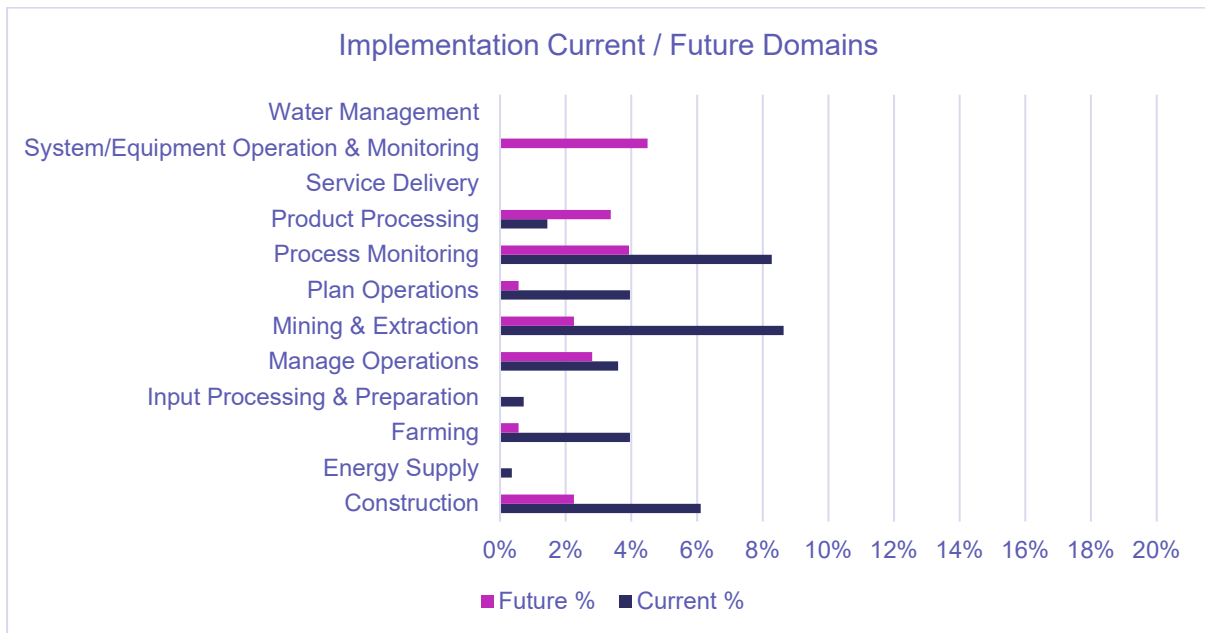 Implementation Current / Future Domains
Water Management
System/Equipment Operation & Monitoring
Service Delivery
Product Processing
Process Monitoring
Plan Operations
Mining & Extraction
Manage Operations
Input Processing & Preparation
Farming
Energy Supply
Construction
0% 2% 4% 6% 8% 10% 12% 14% 16% 18% 20%
Future % Current %